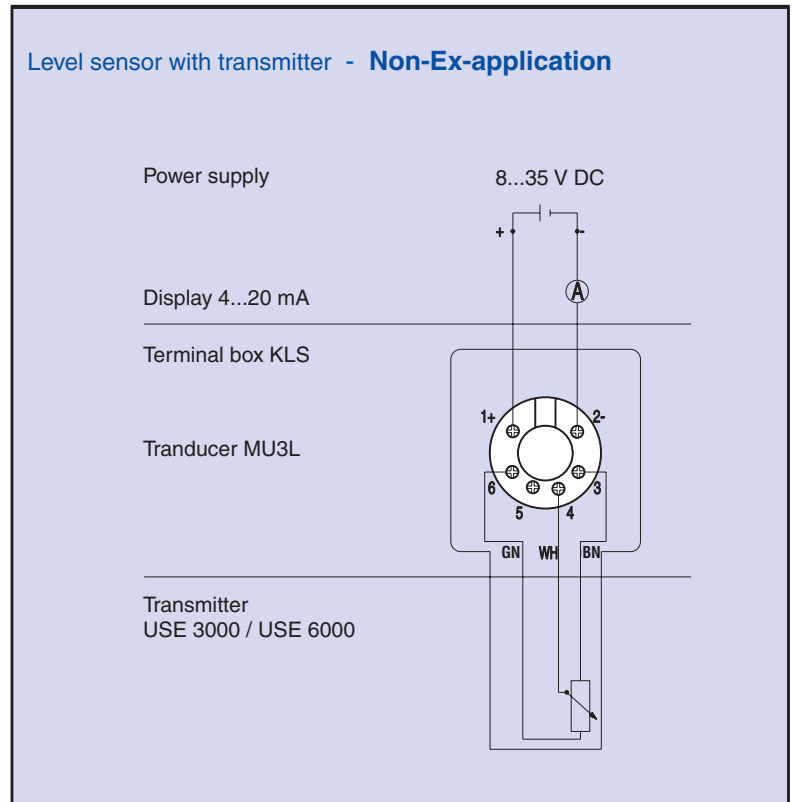 Level sensor with transmitter - Non-Ex-application
Power supply
8...35 V DC
+
-
Display 4...20 mA
A
Terminal box KLS
1+
2-
Tranducer MU3L
6
3
5
4
GN
WH
BN
Transmitter
USE 3000 / USE 6000